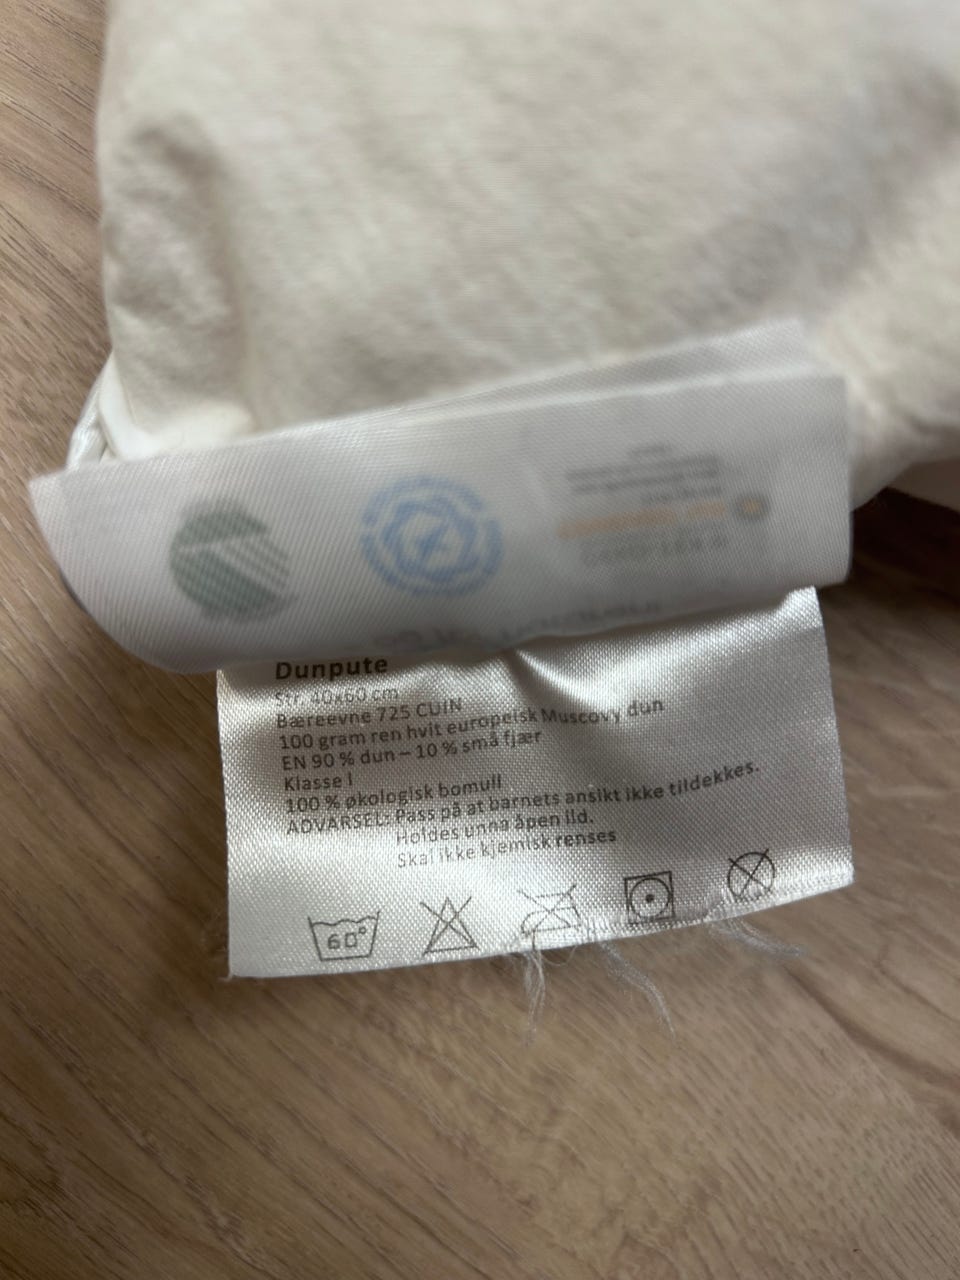 Dunpute
Str. 40x60 cm
Bæreevne 725 CUIN
100 gram ren hvit europeisk Muscovy dun
EN 90 % dun – 10 % små fjær
Klasse I
100 % økologisk bomull
ADVARSEL: Pass på at barnets ansikt ikke tildekkes.
Holdes unna åpen ild.
Skal ikke kjemisk renses
60°